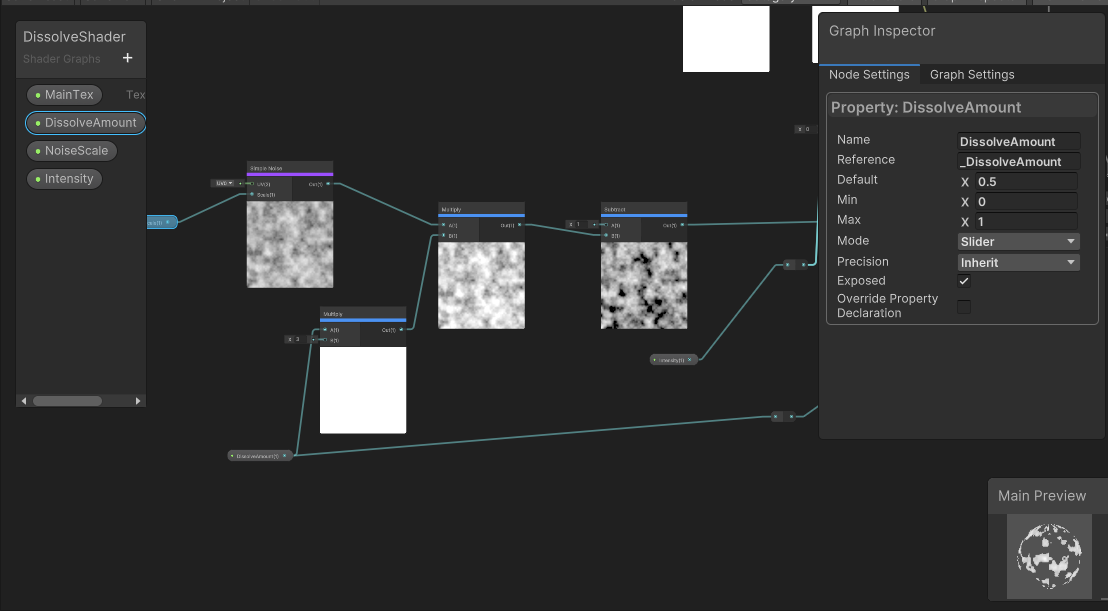 DissolveShader
Shader Graphs
+
MainTex Tex
DissolveAmount
NoiseScale
Intensity
Simple Noise
UV0
UV(2) Out(1)
Scale(1)
Multiply
A(1) Out(1)
B(1)
Subtract
X 1
A(1) Out(1)
B(1)
Multiply
A(1) Out(1)
X 3
B(1)
Intensity(1)
DissolveAmount(1)
X 0
Graph Inspector
Node Settings Graph Settings
Property: DissolveAmount
Name DissolveAmount
Reference _DissolveAmount
Default X 0.5
Min X 0
Max X 1
Mode Slider
Precision Inherit
Exposed
Override Property
Declaration
Main Preview